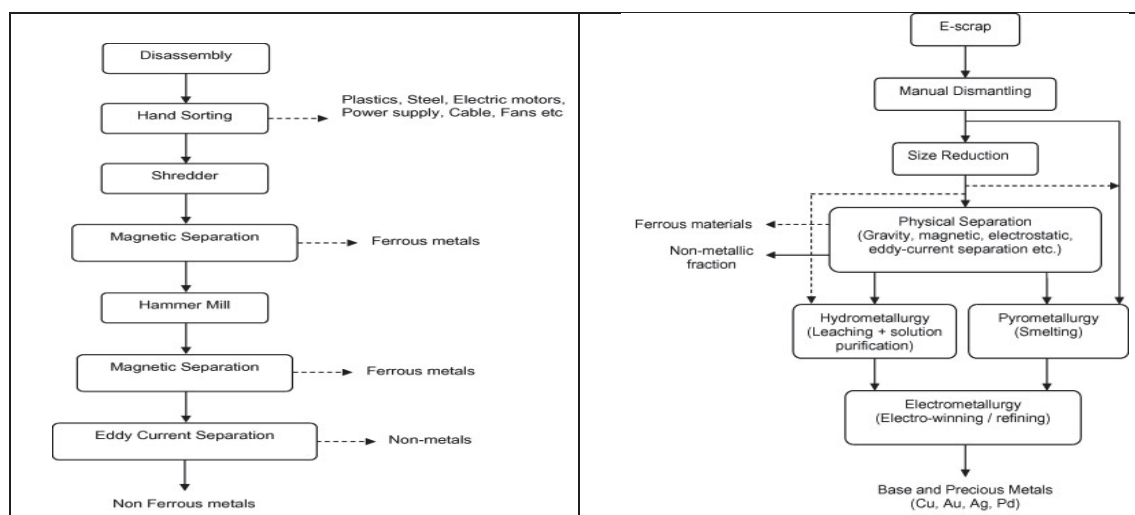 Disassembly
Hand Sorting
Plastics, Steel, Electric motors,
Power supply, Cable, Fans etc
Shredder
Magnetic Separation
Ferrous metals
Hammer Mill
Magnetic Separation
Ferrous metals
Eddy Current Separation
Non-metals
Non Ferrous metals
E-scrap
Manual Dismantling
Size Reduction
Physical Separation
(Gravity, magnetic, electrostatic,
eddy-current separation etc.)
Ferrous materials
Non-metallic
fraction
Hydrometallurgy
(Leaching + solution
purification)
Pyrometallurgy
(Smelting)
Electrometallurgy
(Electro-winning / refining)
Base and Precious Metals
(Cu, Au, Ag, Pd)